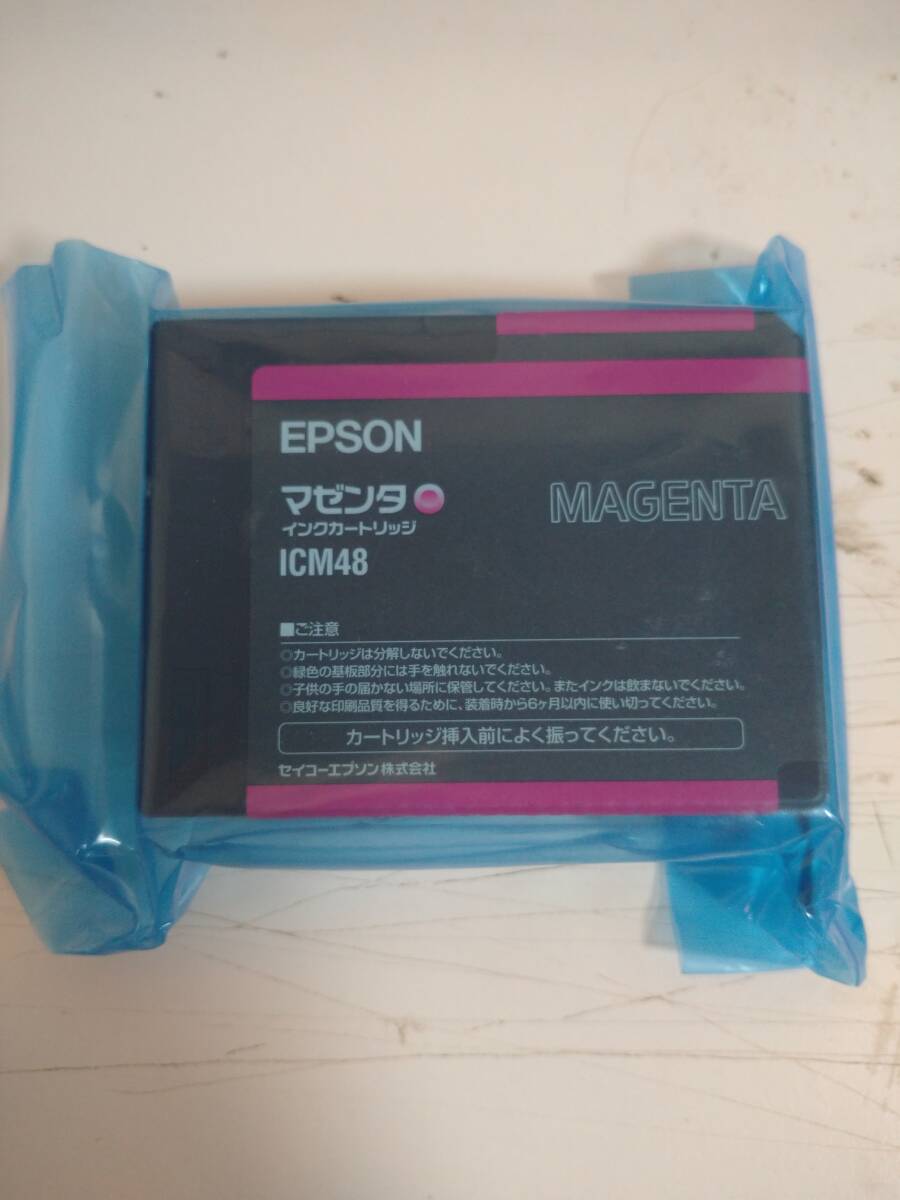 EPSON
マゼンタ
MAGENTA
インクカートリッジ
ICM48
■ご注意
◎カートリッジは分解しないでください。
◎緑色の基板部分には手を触れないでください。
◎子供の手の届かない場所に保管してください。またインクは飲まないでください。
◎良好な印刷品質を得るために、装着時から6ヶ月以内に使い切ってください。
カートリッジ挿入前によく振ってください。
セイコーエプソン株式会社